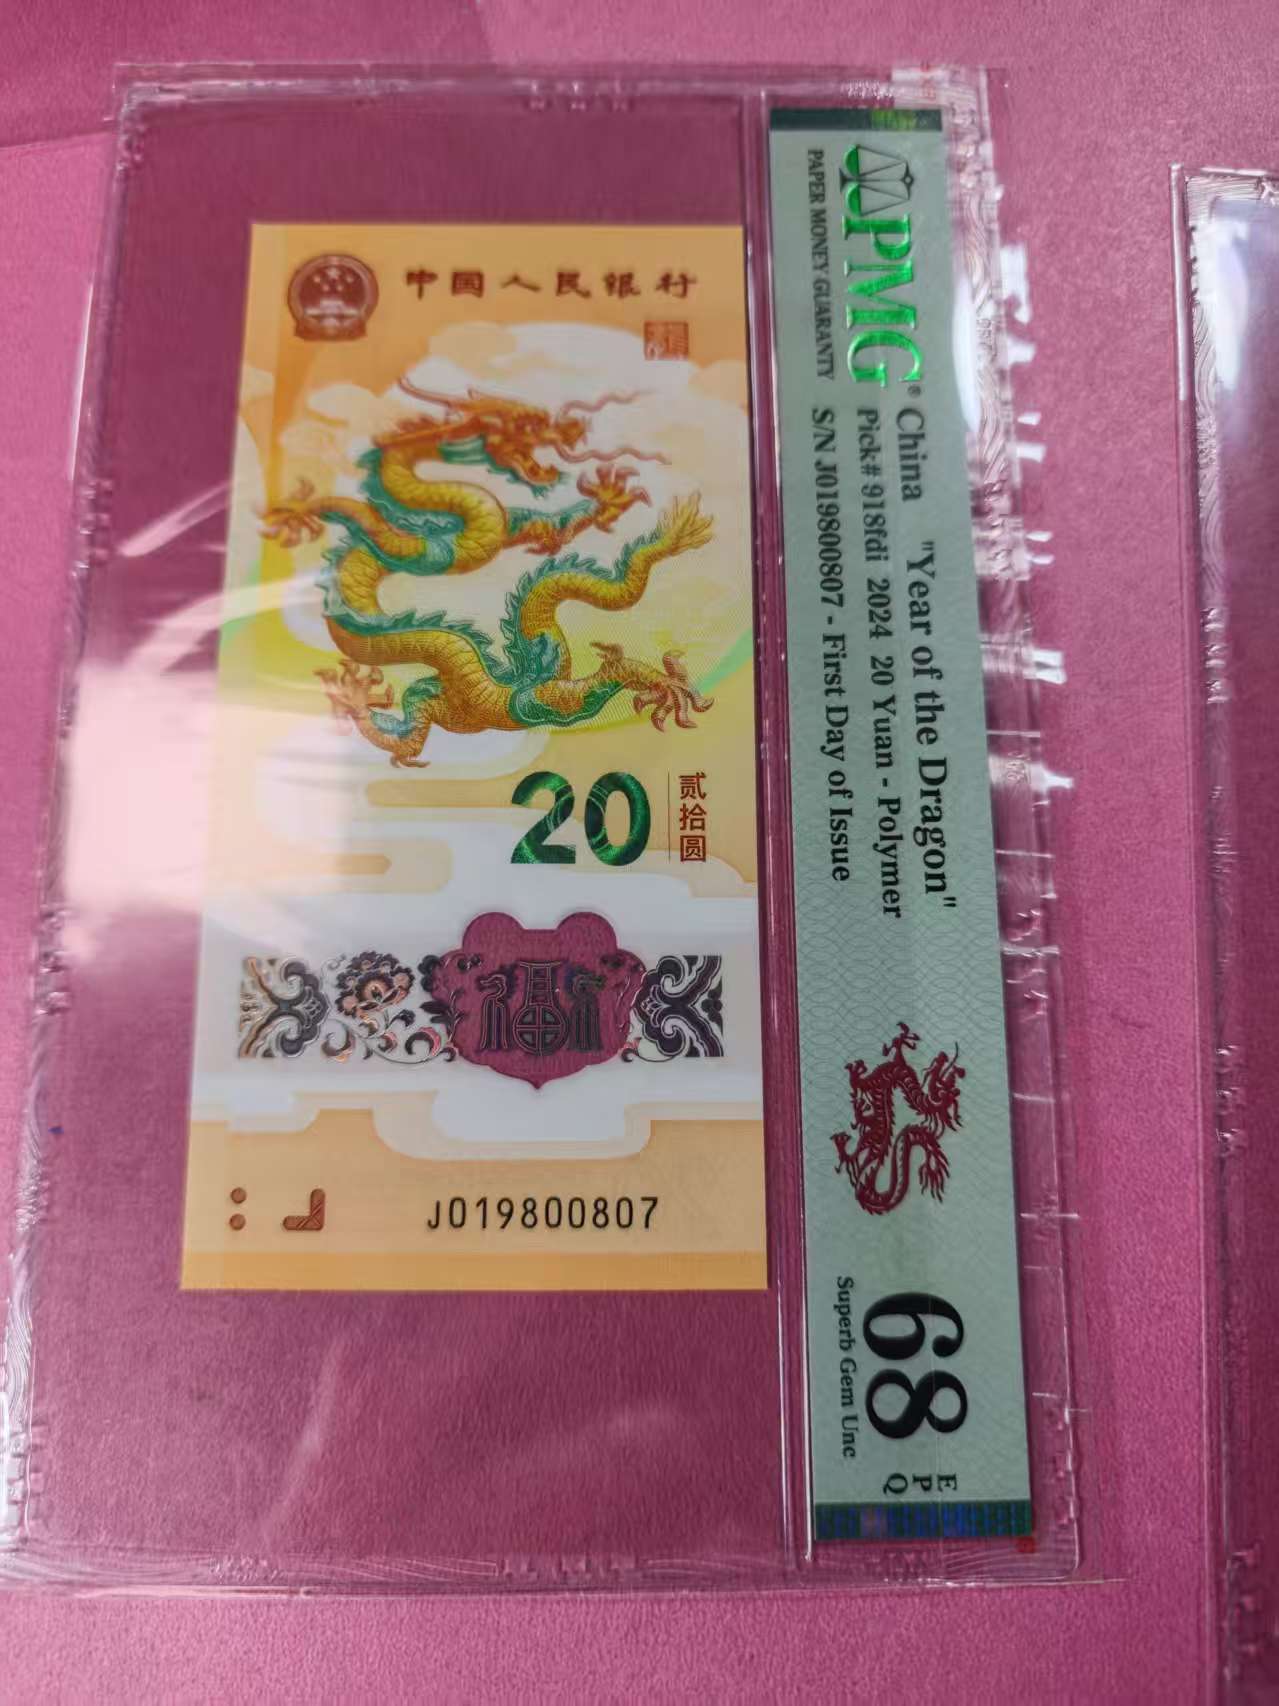 中国人民银行
20
贰拾圆
福
J019800807
PMG®
PAPER MONEY GUARANTY
China "Year of the Dragon"
Pick# 918fdi 2024 20 Yuan - Polymer
S/N J019800807 - First Day of Issue
68
Superb Gem Unc
EPQ